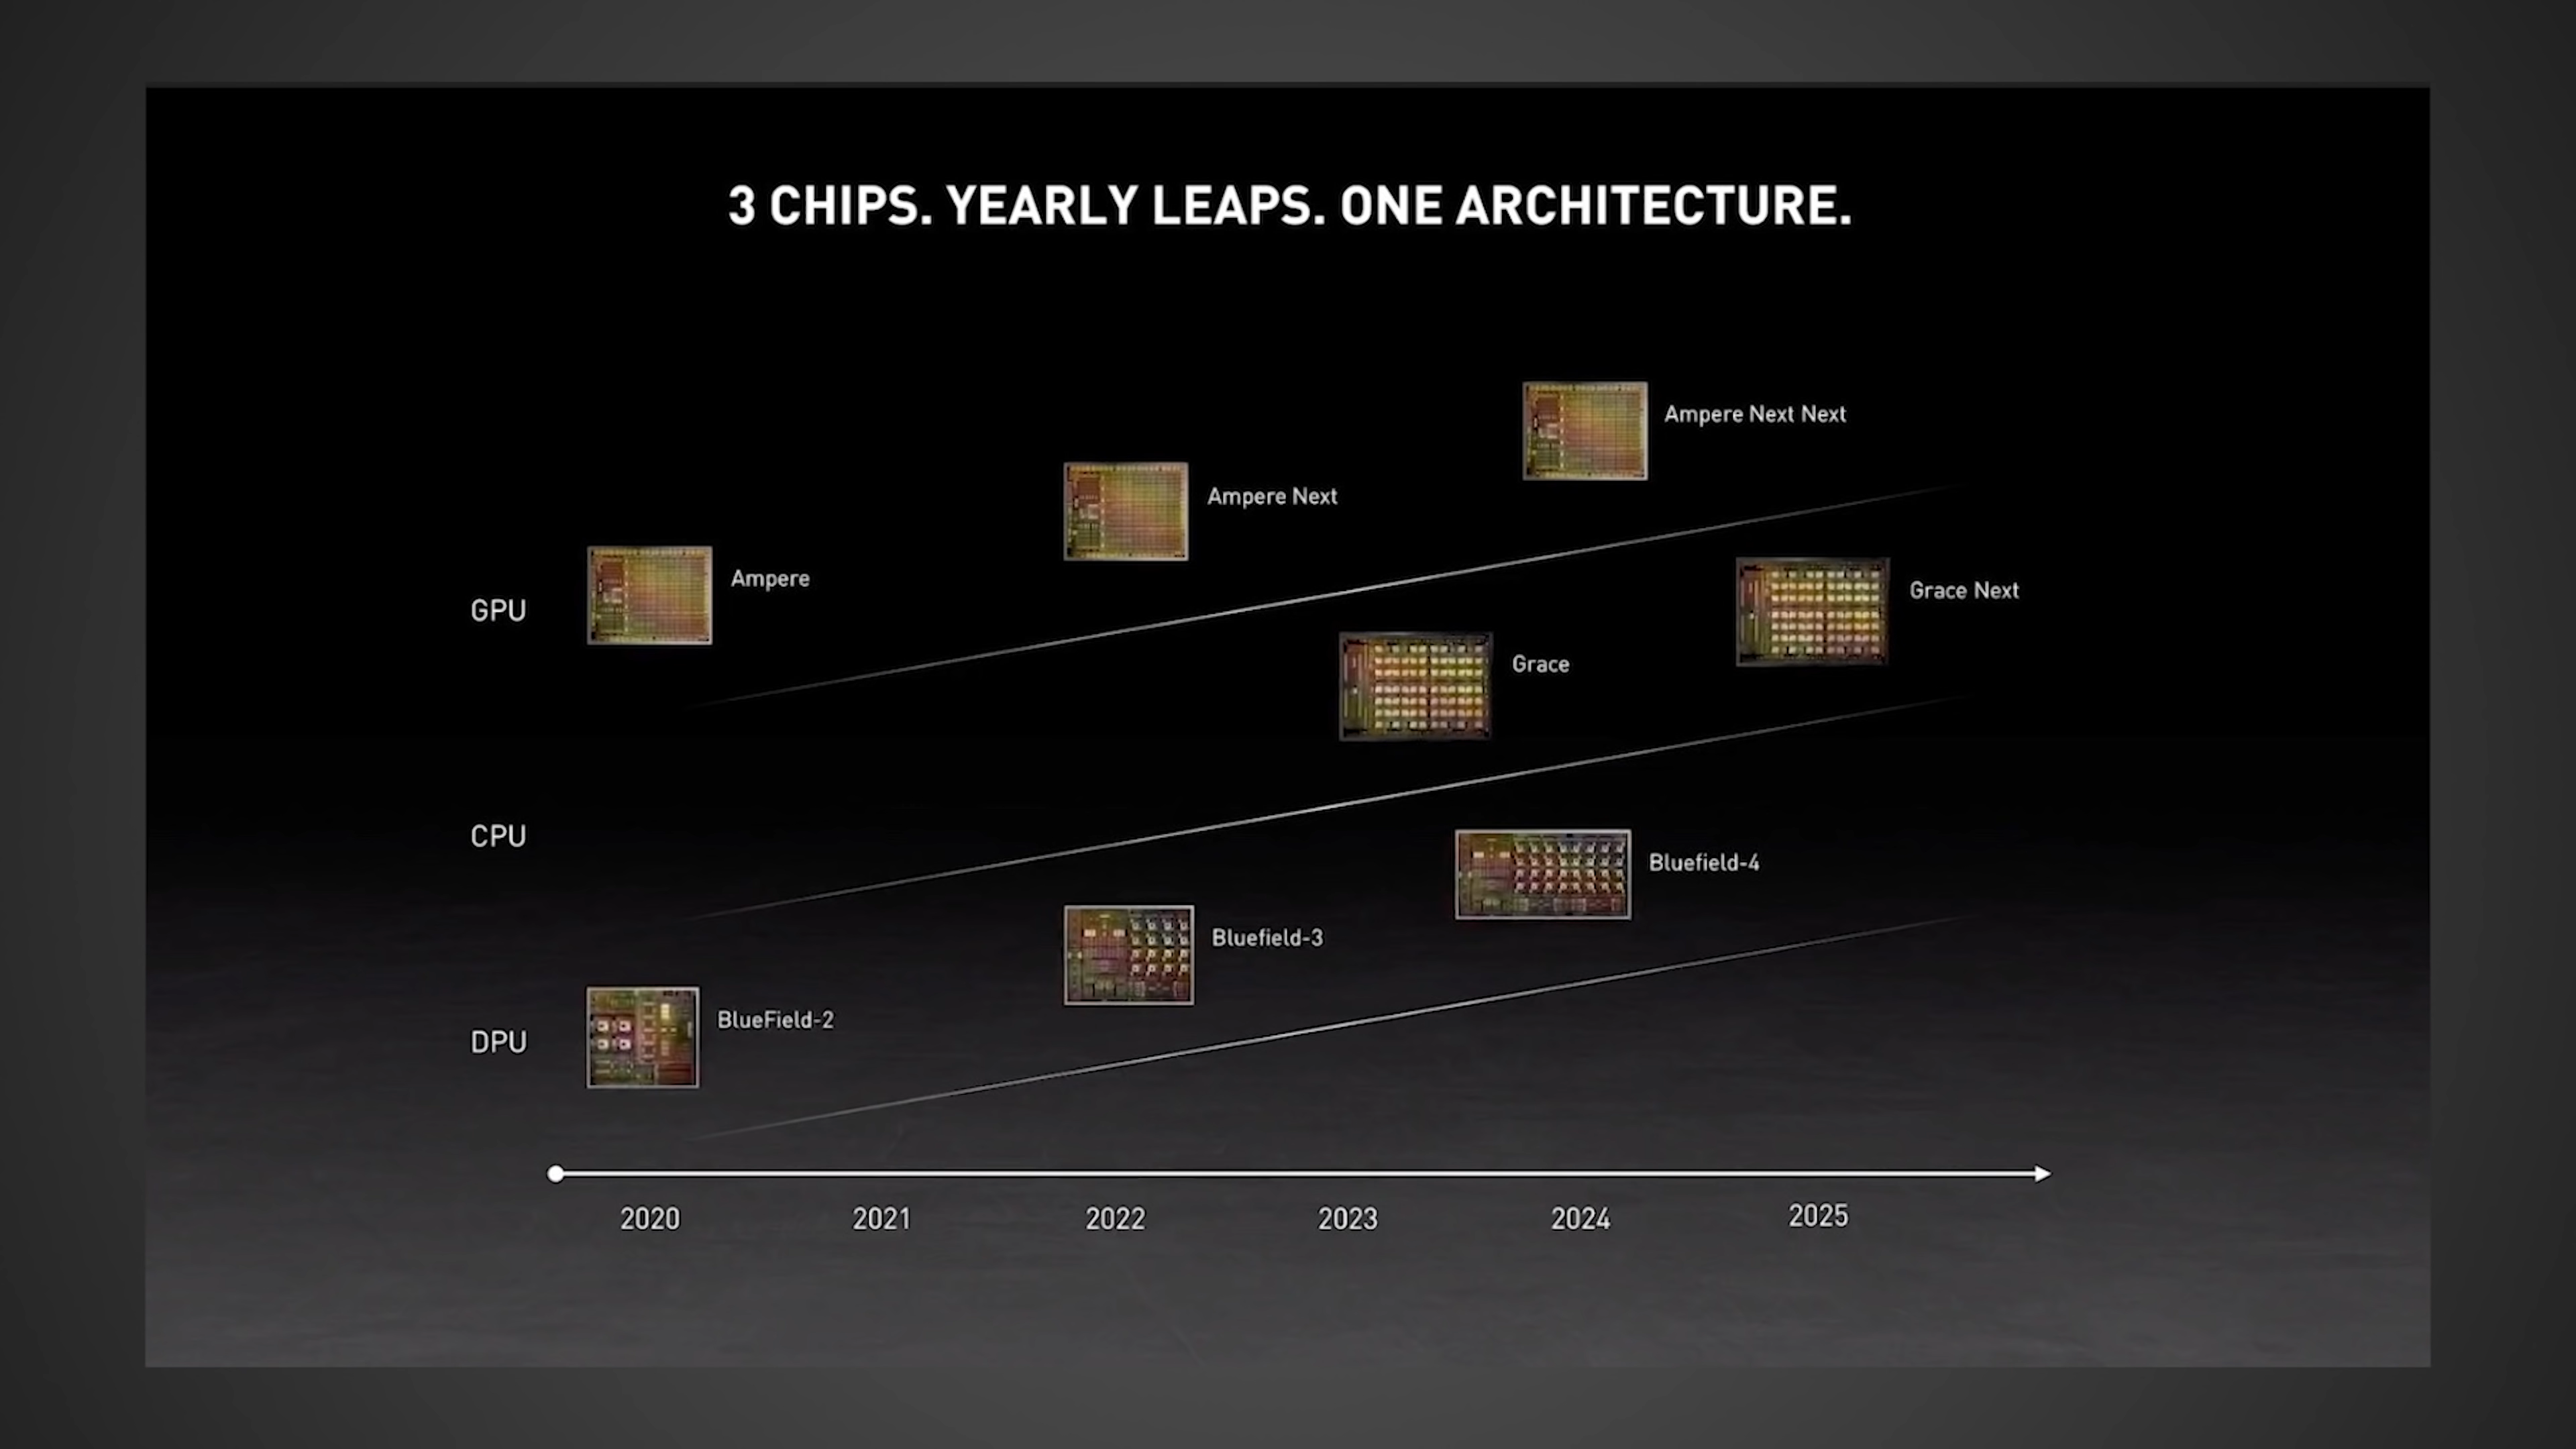 3 CHIPS. YEARLY LEAPS. ONE ARCHITECTURE.
Ampere Next Next
Ampere Next
Ampere
GPU
Grace Next
Grace
CPU
Bluefield-4
Bluefield-3
BlueField-2
DPU
2020 2021 2022 2023 2024 2025